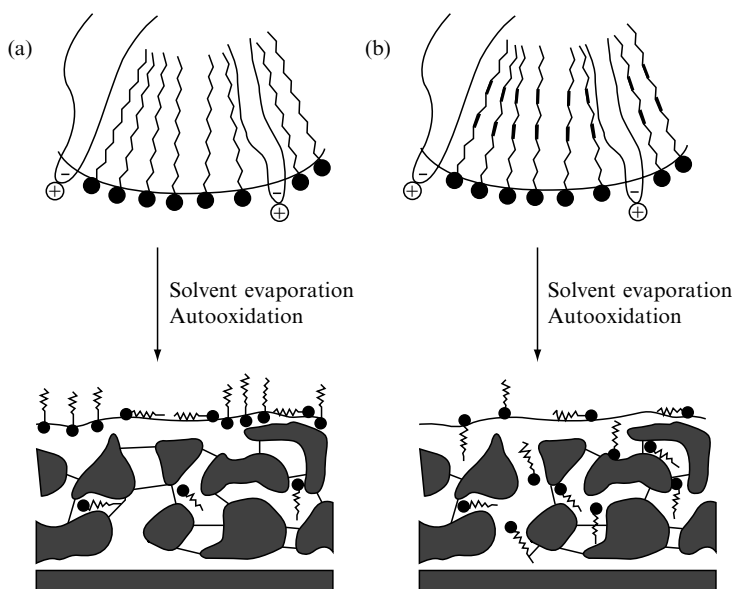 (a)
(b)
−
+
−
+
−
+
−
+
Solvent evaporation
Autooxidation
Solvent evaporation
Autooxidation